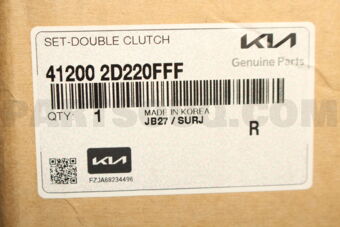 SET-DOUBLE CLUTCH
KIA
Genuine Parts
41200 2D220FFF
QTY: 1
MADE IN KOREA
JB27 / SURJ
R
KIA
FZJA68234496